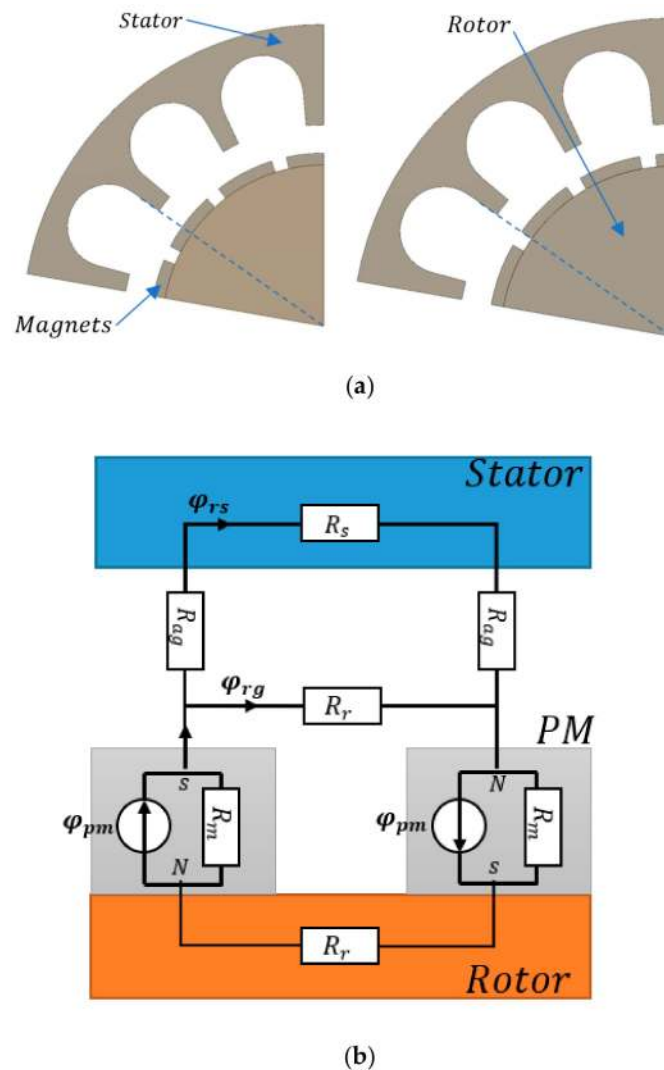 Stator
Rotor
Magnets
(a)
Stator
φrs
Rs
Rag
Rag
φrg
Rr
PM
s
N
φpm
Rm
φpm
Rm
N
s
Rr
Rotor
(b)